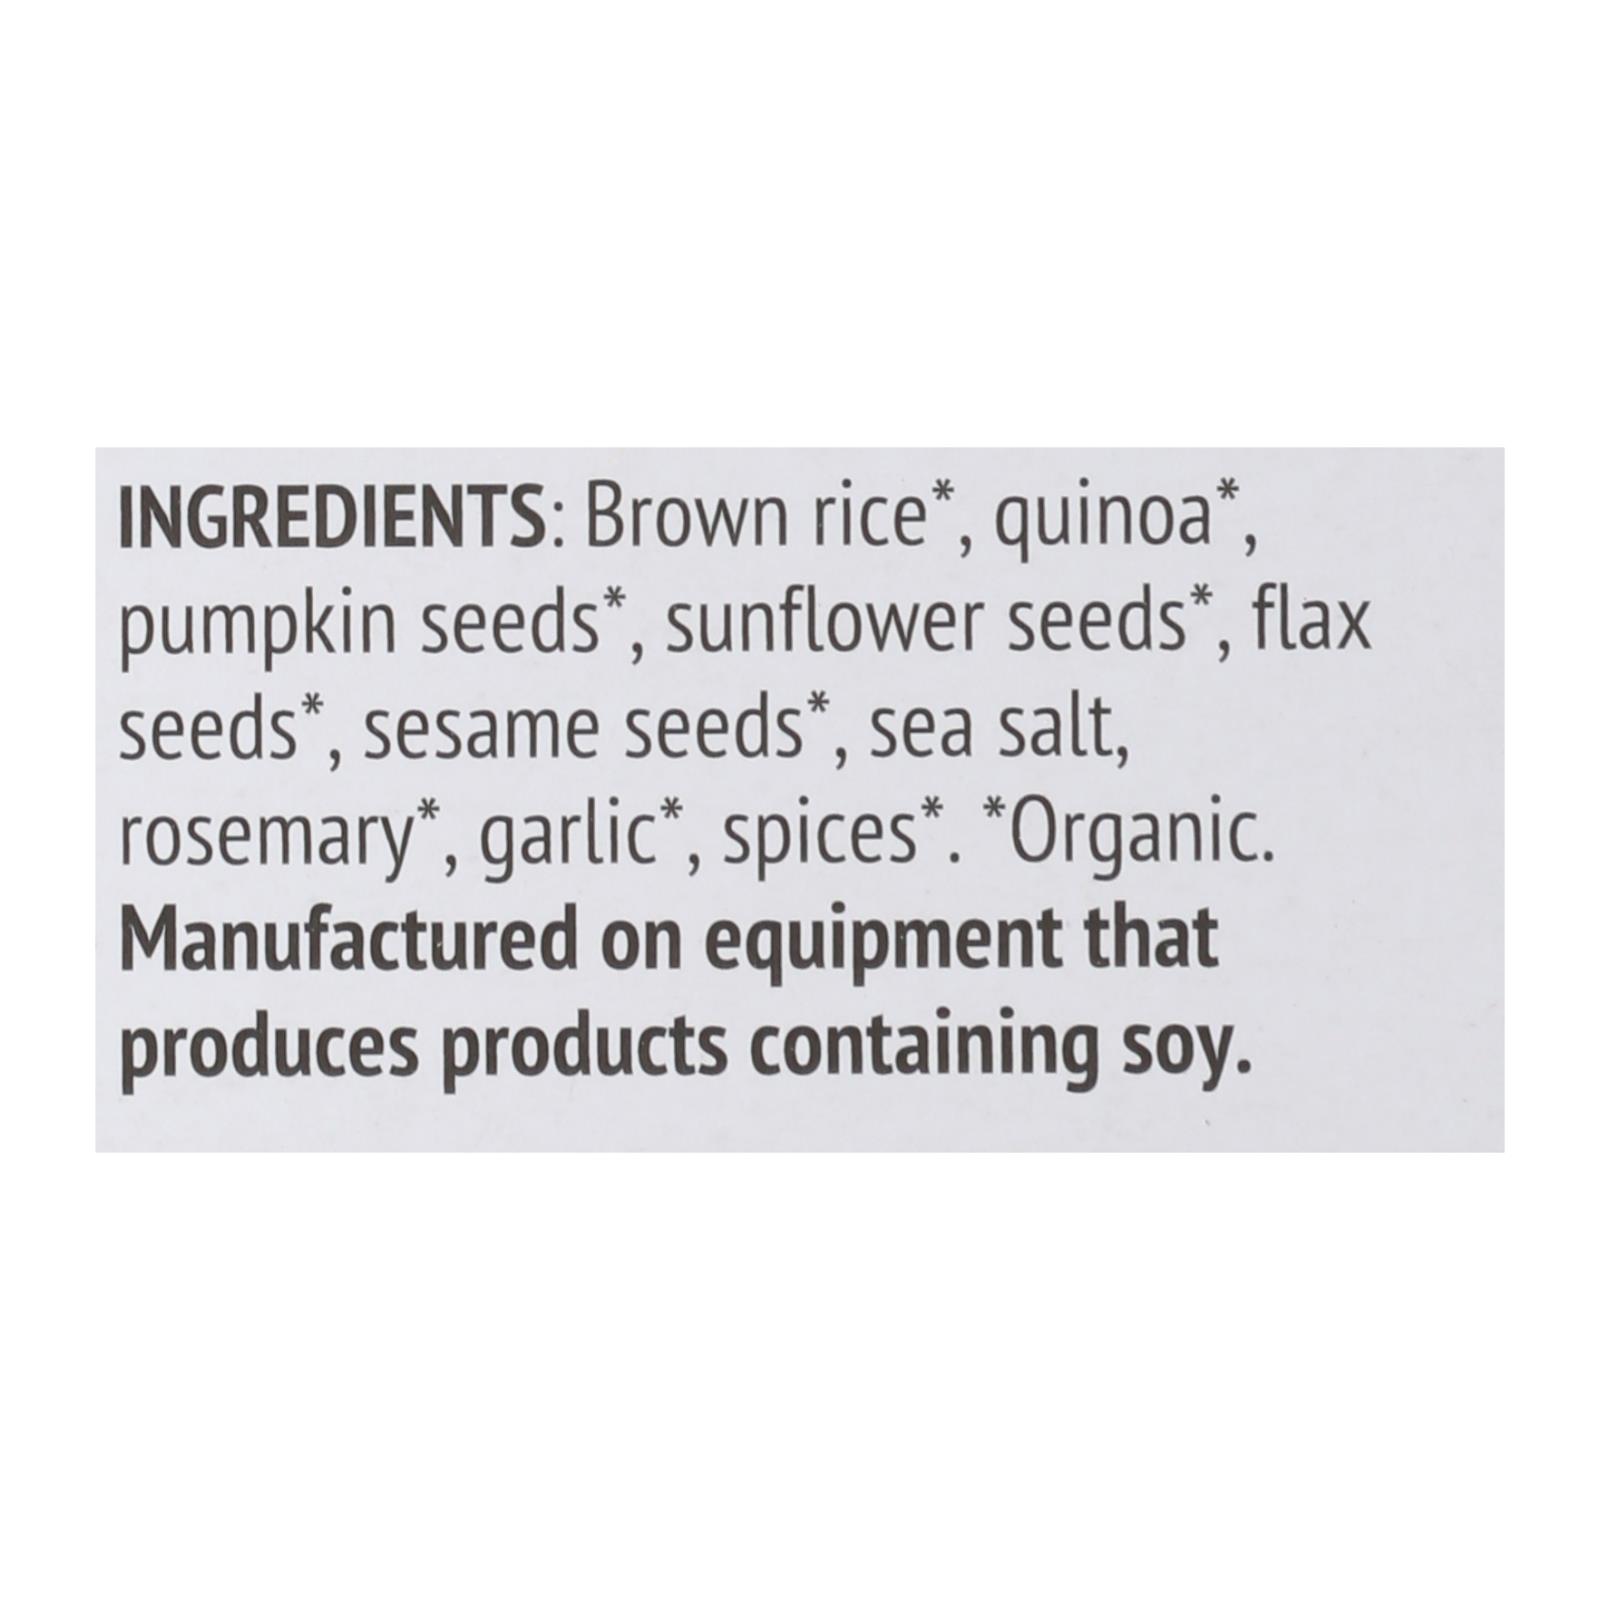 INGREDIENTS: Brown rice*, quinoa*,
pumpkin seeds*, sunflower seeds*, flax
seeds*, sesame seeds*, sea salt,
rosemary*, garlic*, spices*. *Organic.
Manufactured on equipment that
produces products containing soy.